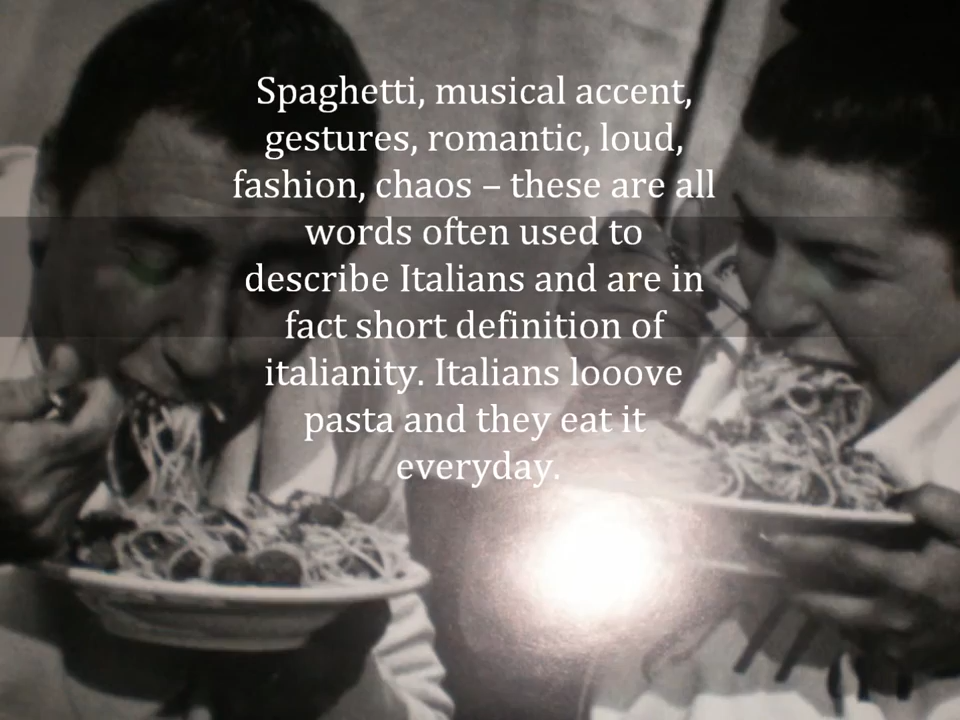 Spaghetti, musical accent,
gestures, romantic, loud,
fashion, chaos – these are all
words often used to
describe Italians and are in
fact short definition of
italianity. Italians looove
pasta and they eat it
everyday.